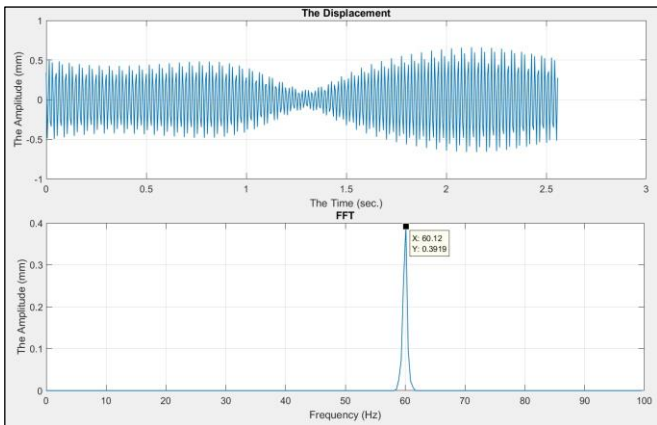 The Displacement
1
0.5
0
-0.5
-1
The Amplitude (mm)
0 0.5 1 1.5 2 2.5 3
The Time (sec.)
FFT
0.4
0.3
0.2
0.1
0
The Amplitude (mm)
X: 60.12
Y: 0.3919
0 10 20 30 40 50 60 70 80 90 100
Frequency (Hz)